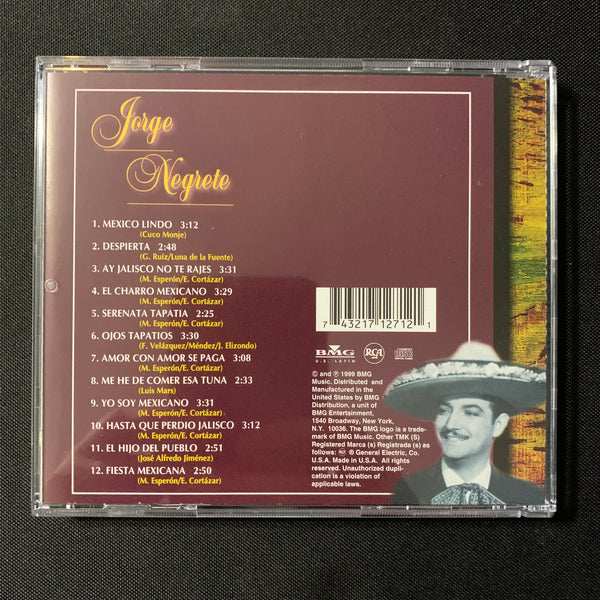 Jorge
Negrete
1. MEXICO LINDO 3:12
(Cuco Monje)
2. DESPIERTA 2:48
(G. Ruiz/Luna de la Fuente)
3. AY JALISCO NO TE RAJES 3:31
(M. Esperón/E. Cortázar)
4. EL CHARRO MEXICANO 3:29
(M. Esperón/E. Cortázar)
5. SERENATA TAPATIA 2:25
(M. Esperón/E. Cortázar)
6. OJOS TAPATIOS 3:30
(F. Velázquez/Méndez/J. Elizondo)
7. AMOR CON AMOR SE PAGA 3:08
(M. Esperón/E. Cortázar)
8. ME HE DE COMER ESA TUNA 2:33
(Luis Mars)
9. YO SOY MEXICANO 3:31
(M. Esperón/E. Cortázar)
10. HASTA QUE PERDIO JALISCO 3:12
(M. Esperón/E. Cortázar)
11. EL HIJO DEL PUEBLO 2:51
(José Alfredo Jiménez)
12. FIESTA MEXICANA 2:50
(M. Esperón/E. Cortázar)
7 43217 12712 1
BMG
U.S. LATIN
RCA
© and ℗ 1999 BMG
Music. Distributed and
Manufactured in the
United States by BMG
Distribution, a unit of
BMG Entertainment,
1540 Broadway, New York,
N.Y. 10036. The BMG logo is a trade-
mark of BMG Music. Other TMK (S)
Registered Marca (s) Registrada (s) as
follows: ® General Electric, Co.
U.S.A. Made in U.S.A. All rights
reserved. Unauthorized dupli-
cation is a violation of
applicable laws.